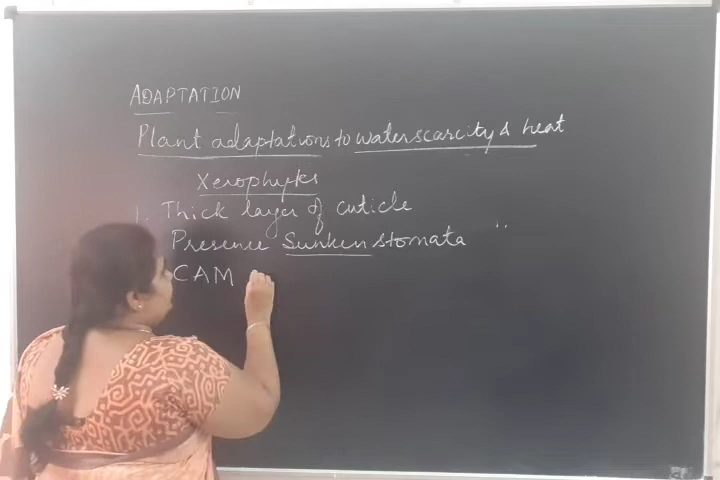 ADAPTATION
Plant adaptations to water scarcity & heat
Xerophytes
1. Thick layer of cuticle
Presence Sunken stomata
CAM